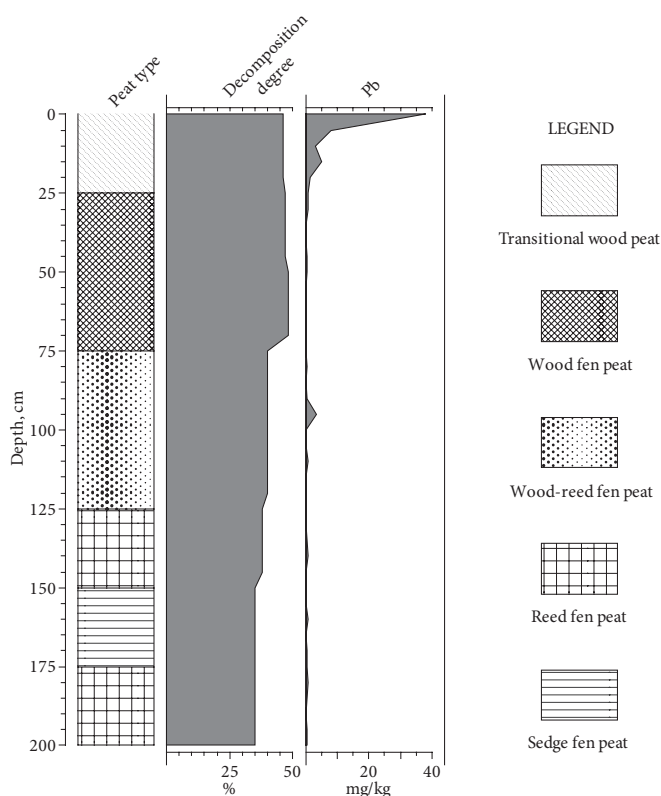 Peat type
Decomposition
degree
Pb
0
25
50
75
100
125
150
175
200
Depth, cm
25
50
%
20
40
mg/kg
LEGEND
Transitional wood peat
Wood fen peat
Wood-reed fen peat
Reed fen peat
Sedge fen peat